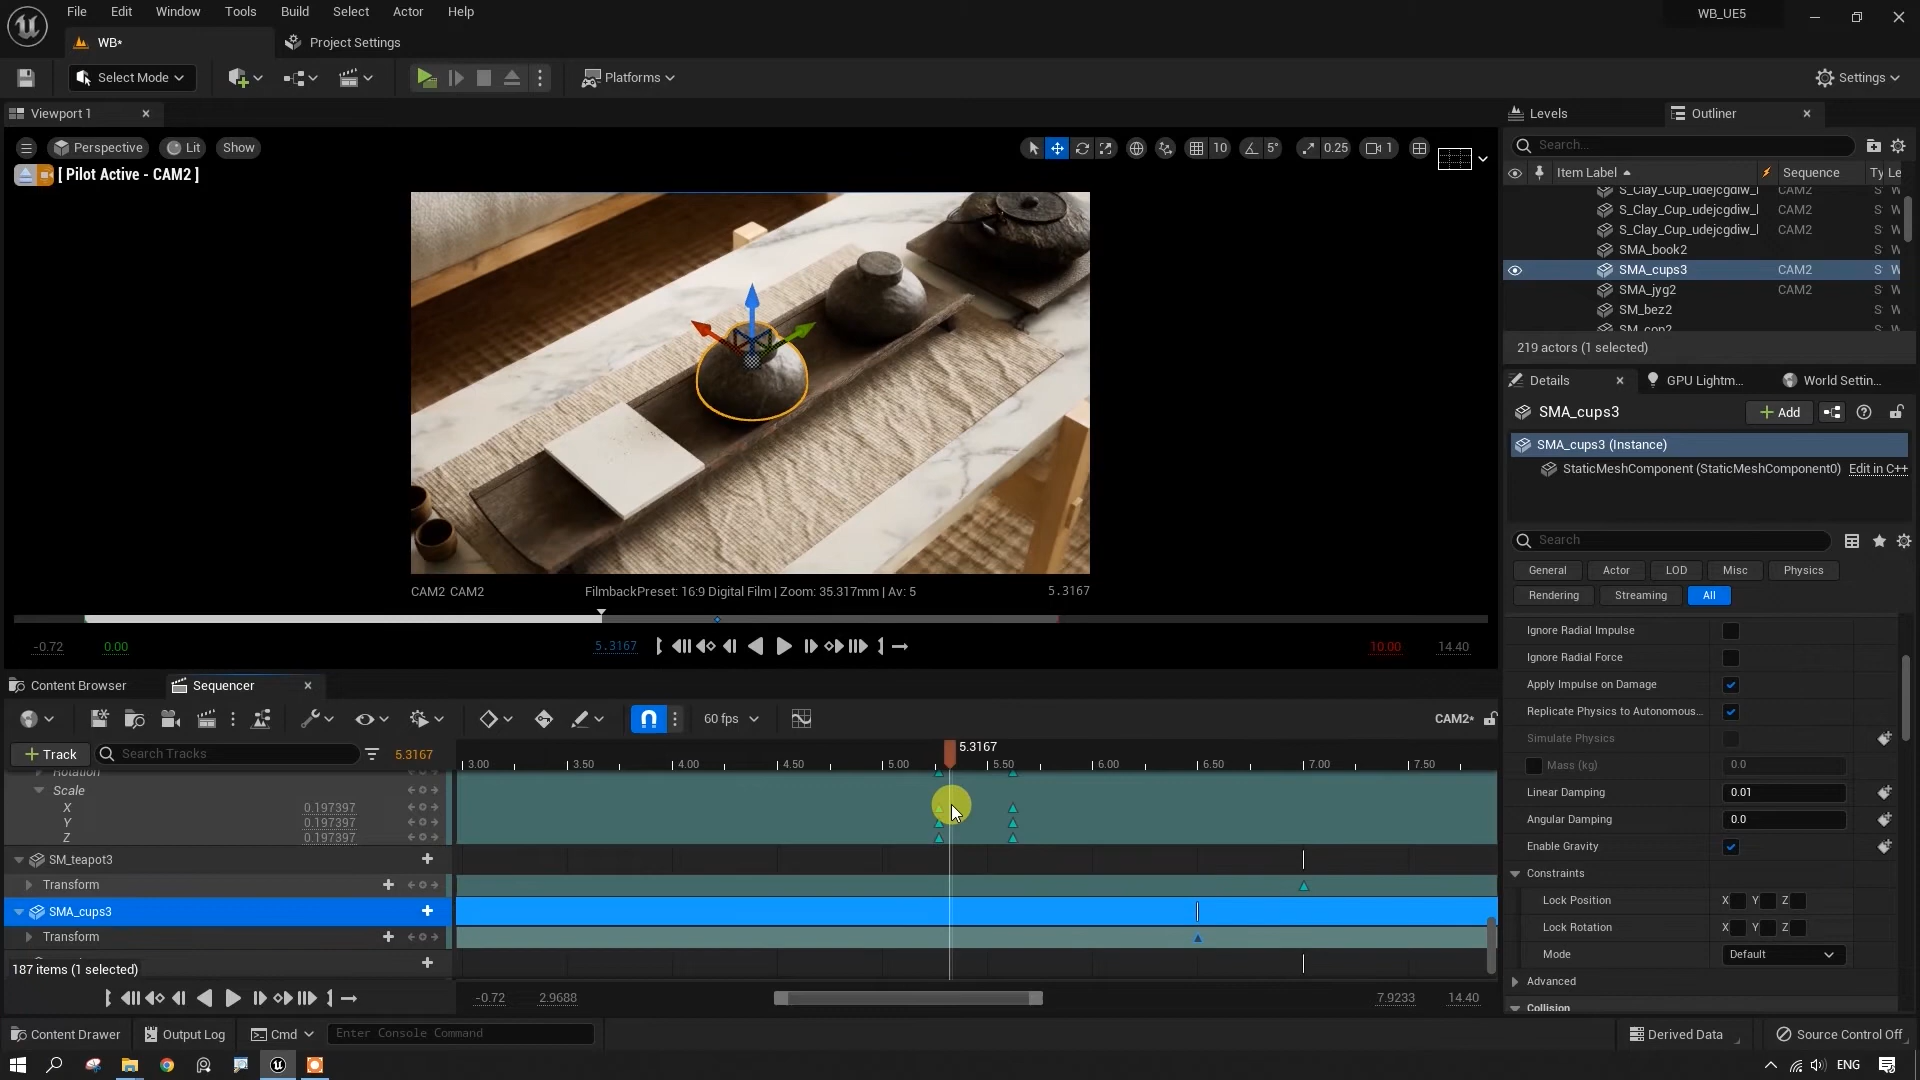 File Edit Window Tools Build Select Actor Help
WB_UE5
WB*
Project Settings
Select Mode
Platforms
Settings
Viewport 1
Perspective
Lit
Show
10
5°
0.25
1
[ Pilot Active - CAM2 ]
CAM2 CAM2
FilmbackPreset: 16:9 Digital Film | Zoom: 35.317mm | Av: 5
5.3167
-0.72
0.00
5.3167
10.00
14.40
Content Browser
Sequencer
60 fps
CAM2*
Track
Search Tracks
5.3167
5.3167
3.00 3.50 4.00 4.50 5.00 5.50 6.00 6.50 7.00 7.50
Rotation
Scale
X 0.197397
Y 0.197397
Z 0.197397
SM_teapot3
Transform
SMA_cups3
Transform
187 items (1 selected)
-0.72
2.9688
7.9233
14.40
Content Drawer
Output Log
Cmd
Enter Console Command
Derived Data
Source Control Off
ENG
Levels
Outliner
Search...
Item Label
Sequence
Ty
Le
S_Clay_Cup_udejcgdiw_l CAM2 S W
S_Clay_Cup_udejcgdiw_l CAM2 S W
S_Clay_Cup_udejcgdiw_l CAM2 S W
SMA_book2 S W
SMA_cups3 CAM2 S W
SMA_jyg2 CAM2 S W
SM_bez2 S W
SM_cop2 S W
219 actors (1 selected)
Details
GPU Lightm...
World Settin...
SMA_cups3
Add
SMA_cups3 (Instance)
StaticMeshComponent (StaticMeshComponent0) Edit in C++
Search
General
Actor
LOD
Misc
Physics
Rendering
Streaming
All
Ignore Radial Impulse
Ignore Radial Force
Apply Impulse on Damage
Replicate Physics to Autonomous...
Simulate Physics
Mass (kg) 0.0
Linear Damping 0.01
Angular Damping 0.0
Enable Gravity
Constraints
Lock Position X Y Z
Lock Rotation X Y Z
Mode Default
Advanced
Collision